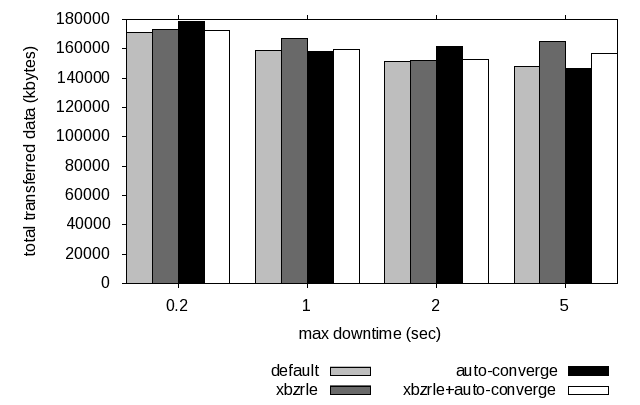 total transferred data (kbytes)
180000
160000
140000
120000
100000
80000
60000
40000
20000
0
0.2 1 2 5
max downtime (sec)
default auto-converge
xbzrle xbzrle+auto-converge